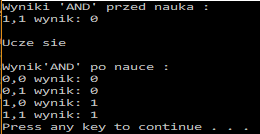 Wyniki 'AND' przed nauka :
1,1 wynik: 0
Ucze sie
Wynik'AND' po nauce :
0,0 wynik: 0
0,1 wynik: 0
1,0 wynik: 1
1,1 wynik: 1
Press any key to continue . . .